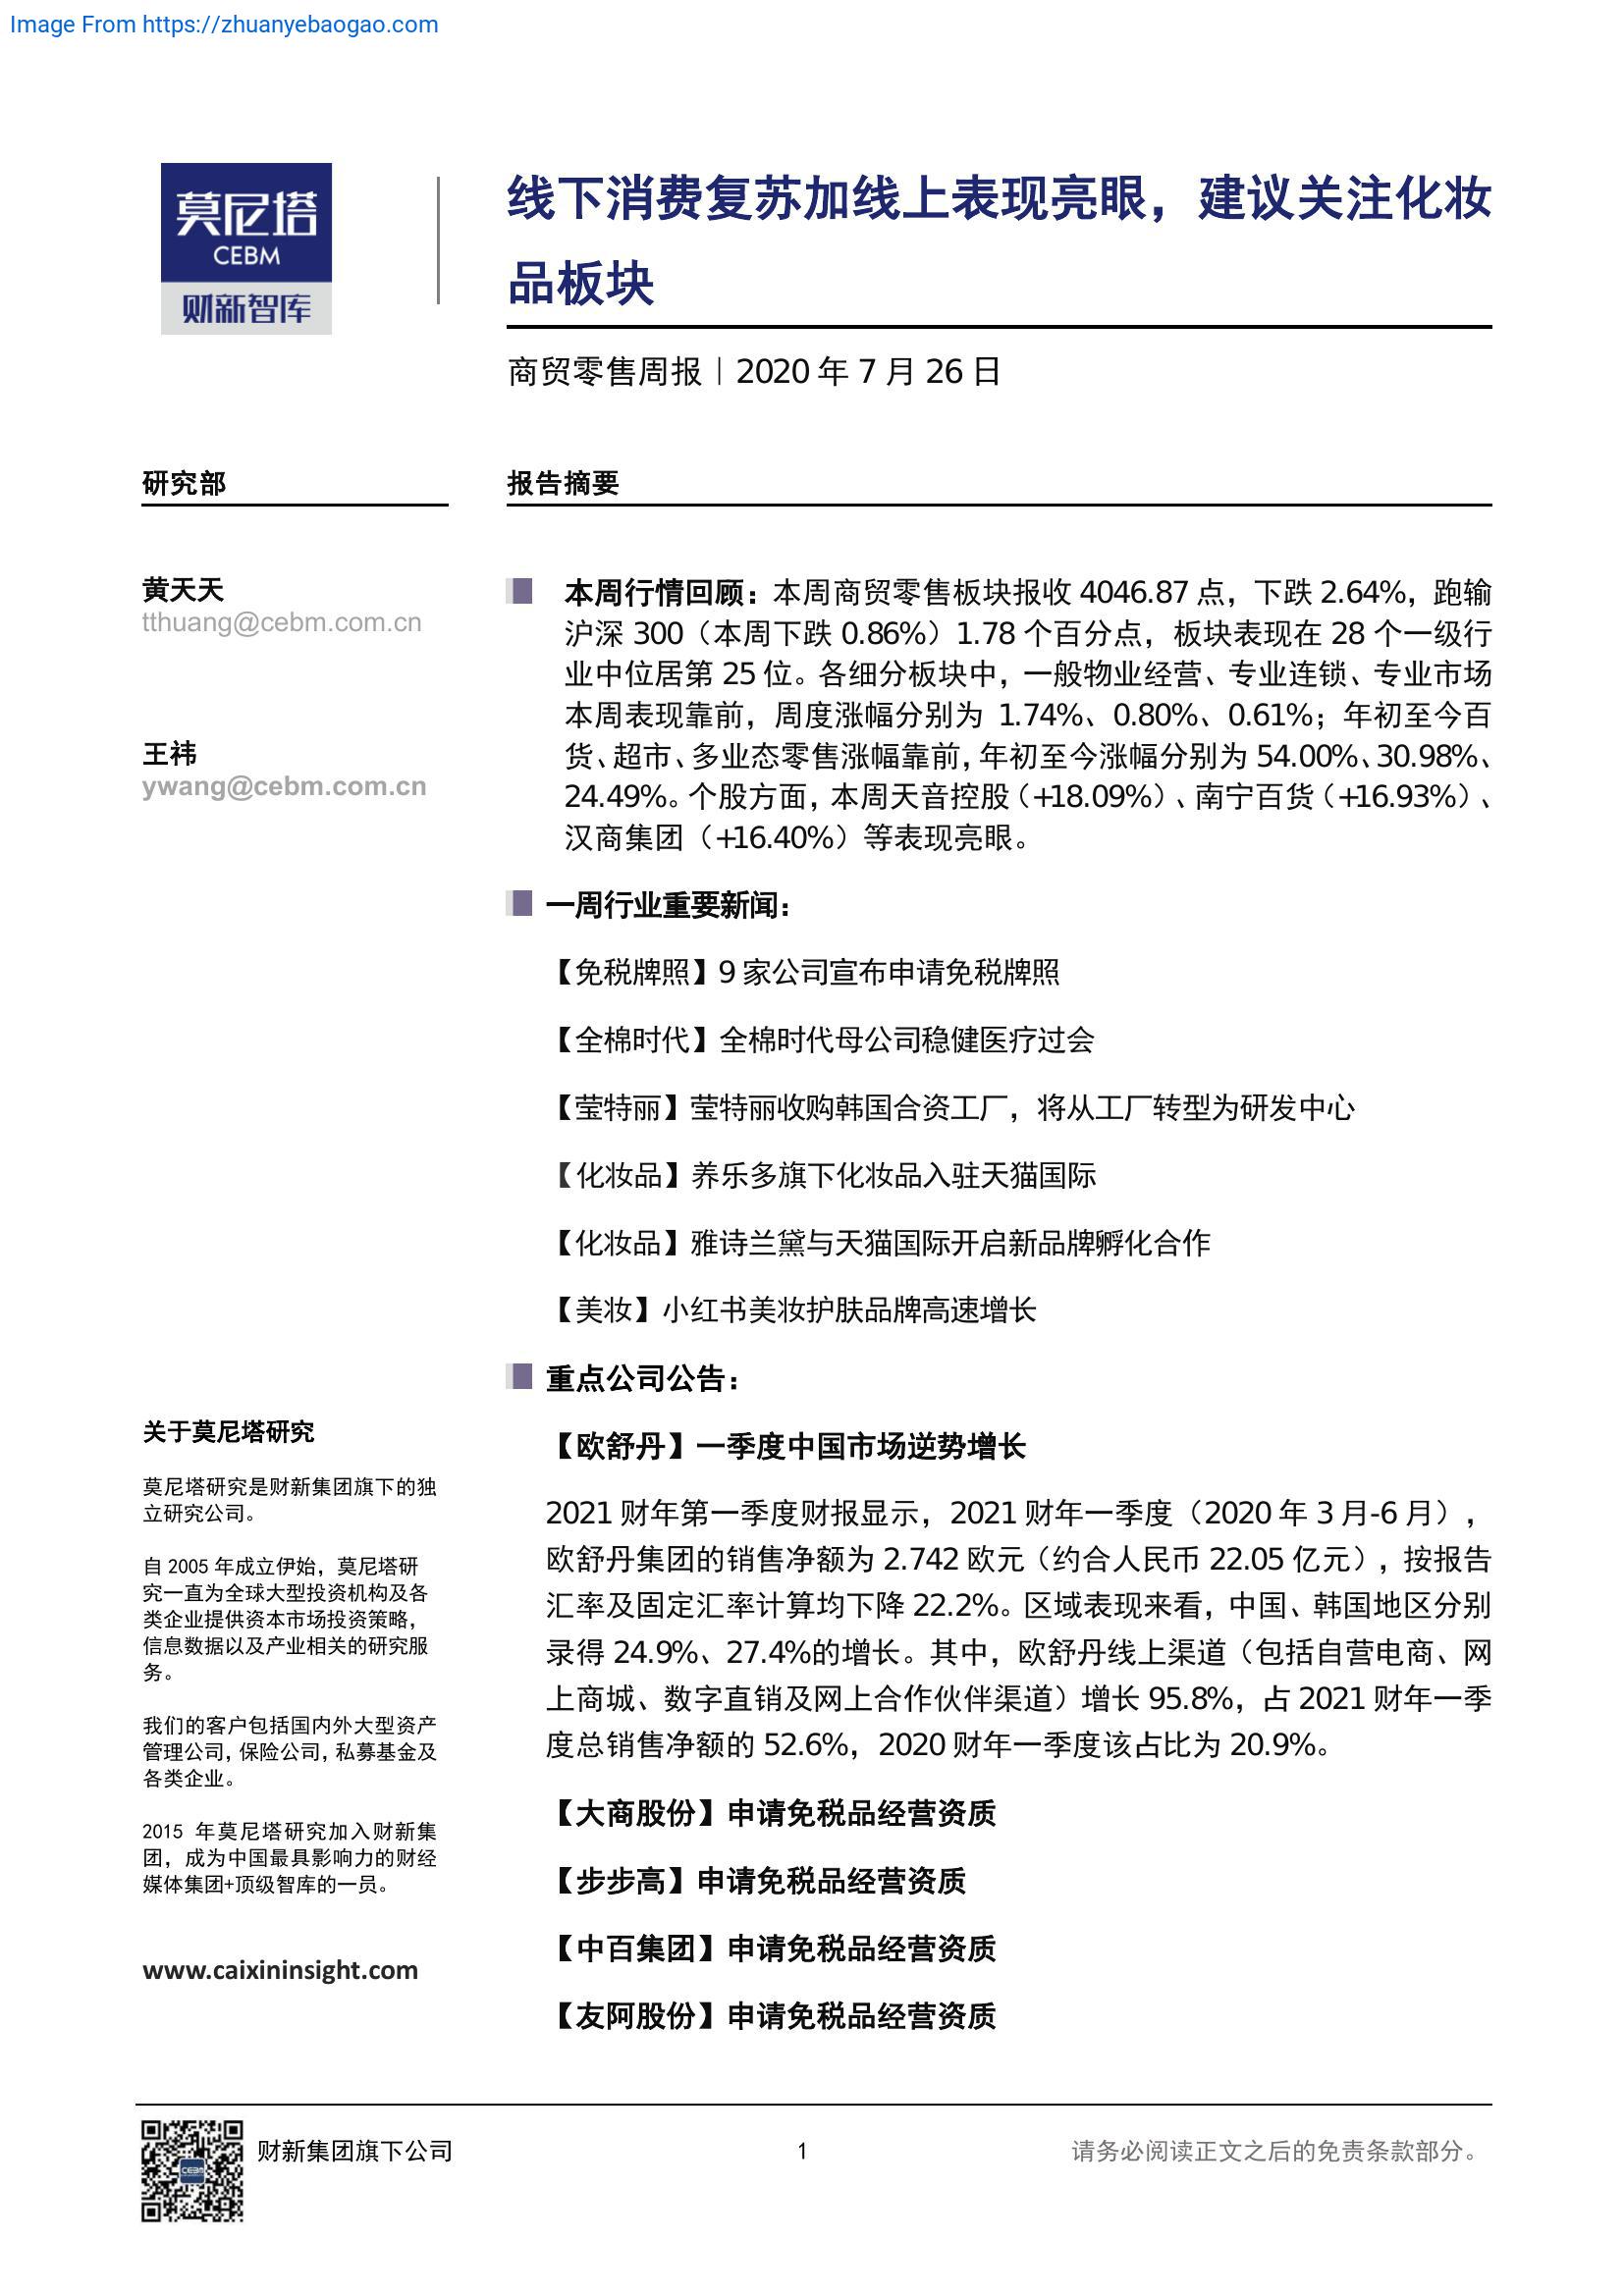 Image From https://zhuanyebaogao.com
莫尼塔
CEBM
财新智库
线下消费复苏加线上表现亮眼，建议关注化妆
品板块
商贸零售周报｜2020 年 7 月 26 日
研究部
黄天天
tthuang@cebm.com.cn
王祎
ywang@cebm.com.cn
关于莫尼塔研究
莫尼塔研究是财新集团旗下的独
立研究公司。
自 2005 年成立伊始，莫尼塔研
究一直为全球大型投资机构及各
类企业提供资本市场投资策略，
信息数据以及产业相关的研究服
务。
我们的客户包括国内外大型资产
管理公司，保险公司，私募基金及
各类企业。
2015 年莫尼塔研究加入财新集
团，成为中国最具影响力的财经
媒体集团+顶级智库的一员。
www.caixininsight.com
报告摘要
本周行情回顾：本周商贸零售板块报收 4046.87 点，下跌 2.64%，跑输
沪深 300（本周下跌 0.86%）1.78 个百分点，板块表现在 28 个一级行
业中位居第 25 位。各细分板块中，一般物业经营、专业连锁、专业市场
本周表现靠前，周度涨幅分别为 1.74%、0.80%、0.61%；年初至今百
货、超市、多业态零售涨幅靠前，年初至今涨幅分别为 54.00%、30.98%、
24.49%。个股方面，本周天音控股（+18.09%）、南宁百货（+16.93%）、
汉商集团（+16.40%）等表现亮眼。
一周行业重要新闻：
【免税牌照】9 家公司宣布申请免税牌照
【全棉时代】全棉时代母公司稳健医疗过会
【莹特丽】莹特丽收购韩国合资工厂，将从工厂转型为研发中心
【化妆品】养乐多旗下化妆品入驻天猫国际
【化妆品】雅诗兰黛与天猫国际开启新品牌孵化合作
【美妆】小红书美妆护肤品牌高速增长
重点公司公告：
【欧舒丹】一季度中国市场逆势增长
2021 财年第一季度财报显示，2021 财年一季度（2020 年 3 月-6 月），
欧舒丹集团的销售净额为 2.742 欧元（约合人民币 22.05 亿元），按报告
汇率及固定汇率计算均下降 22.2%。区域表现来看，中国、韩国地区分别
录得 24.9%、27.4%的增长。其中，欧舒丹线上渠道（包括自营电商、网
上商城、数字直销及网上合作伙伴渠道）增长 95.8%，占 2021 财年一季
度总销售净额的 52.6%，2020 财年一季度该占比为 20.9%。
【大商股份】申请免税品经营资质
【步步高】申请免税品经营资质
【中百集团】申请免税品经营资质
【友阿股份】申请免税品经营资质
CEBM
财新集团旗下公司
1
请务必阅读正文之后的免责条款部分。